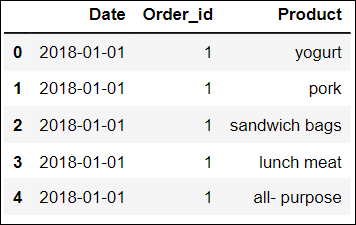 Date Order_id Product
0 2018-01-01 1 yogurt
1 2018-01-01 1 pork
2 2018-01-01 1 sandwich bags
3 2018-01-01 1 lunch meat
4 2018-01-01 1 all- purpose